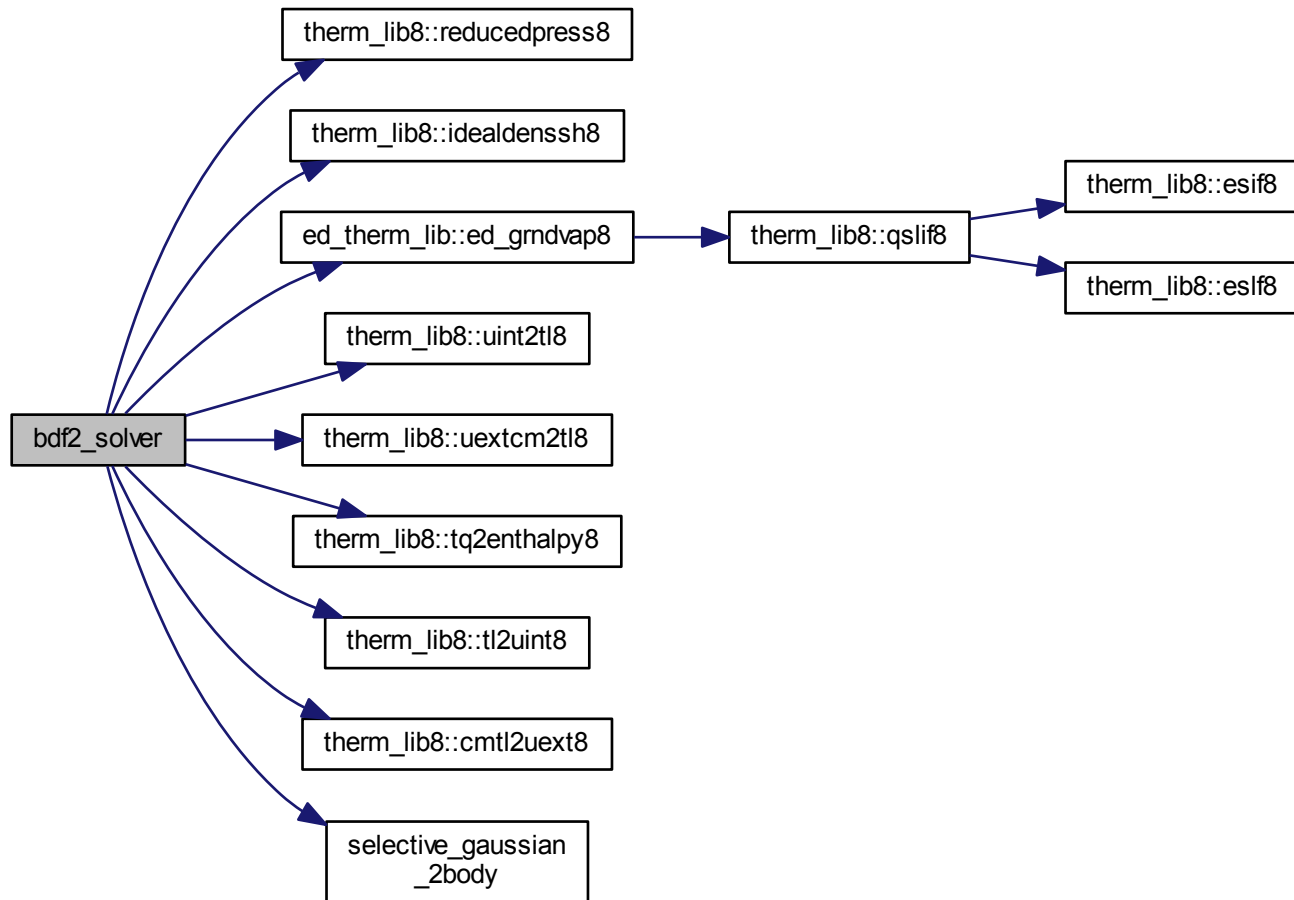 therm_lib8::reducedpress8
therm_lib8::idealdenssh8
therm_lib8::esif8
ed_therm_lib::ed_grndvap8
therm_lib8::qslif8
therm_lib8::eslf8
therm_lib8::uint2tl8
bdf2_solver
therm_lib8::uextcm2tl8
therm_lib8::tq2enthalpy8
therm_lib8::tl2uint8
therm_lib8::cmtl2uext8
selective_gaussian
_2body